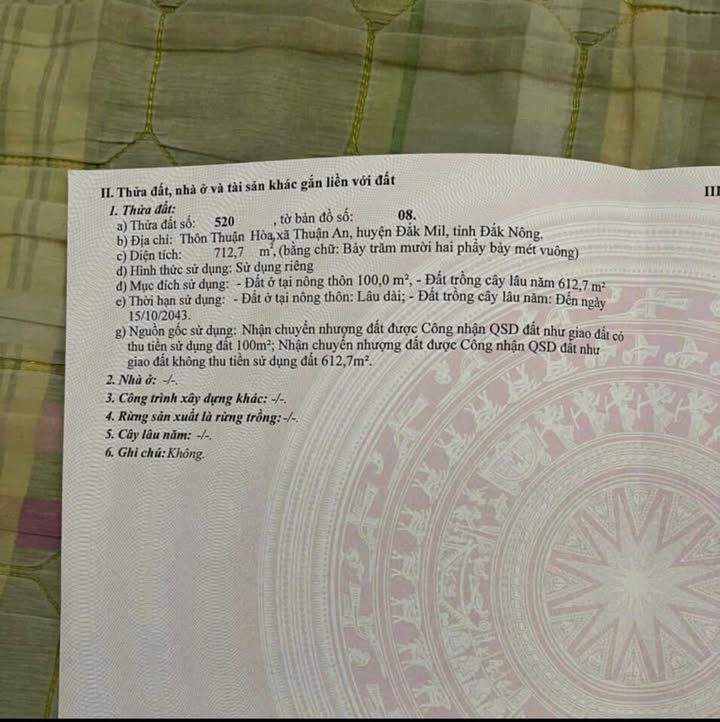 II. Thửa đất, nhà ở và tài sản khác gắn liền với đất
III
1. Thửa đất:
a) Thửa đất số: 520 , tờ bản đồ số: 08.
b) Địa chỉ: Thôn Thuận Hòa,xã Thuận An, huyện Đắk Mil, tỉnh Đắk Nông.
c) Diện tích: 712,7 m², (bằng chữ: Bảy trăm mười hai phẩy bảy mét vuông)
d) Hình thức sử dụng: Sử dụng riêng
đ) Mục đích sử dụng: - Đất ở tại nông thôn 100,0 m², - Đất trồng cây lâu năm 612,7 m²
e) Thời hạn sử dụng: - Đất ở tại nông thôn: Lâu dài; - Đất trồng cây lâu năm: Đến ngày
15/10/2043.
g) Nguồn gốc sử dụng: Nhận chuyển nhượng đất được Công nhận QSD đất như giao đất có
thu tiền sử dụng đất 100m²; Nhận chuyển nhượng đất được Công nhận QSD đất như
giao đất không thu tiền sử dụng đất 612,7m².
2. Nhà ở: -/-.
3. Công trình xây dựng khác: -/-.
4. Rừng sản xuất là rừng trồng: -/-.
5. Cây lâu năm: -/-.
6. Ghi chú: Không.